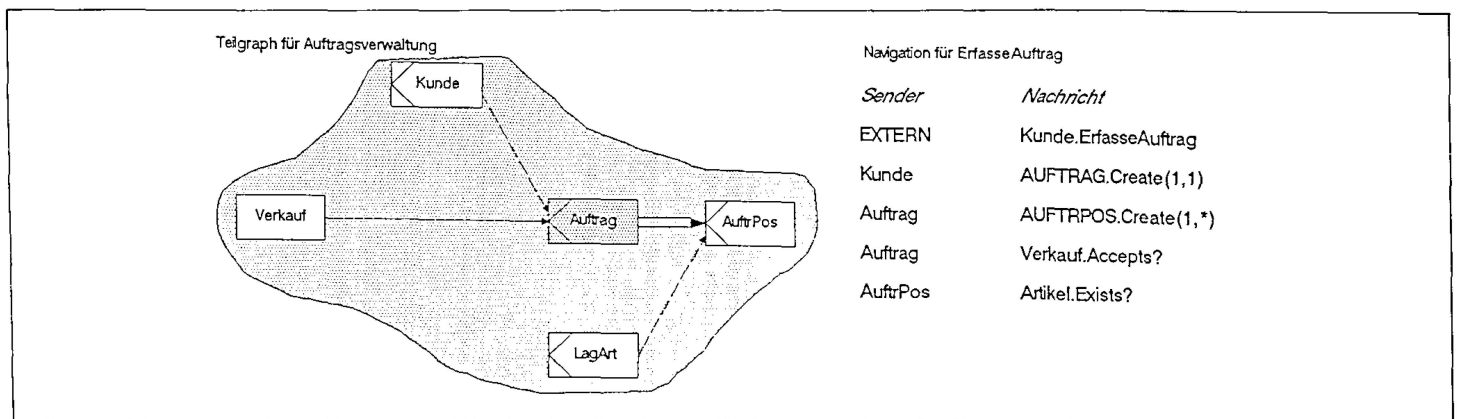 Teilgraph für Auftragsverwaltung
Kunde
Verkauf
Auftrag
AuftrPos
LagArt
Navigation für ErfasseAuftrag
Sender Nachricht
EXTERN Kunde.ErfasseAuftrag
Kunde AUFTRAG.Create(1,1)
Auftrag AUFTRPOS.Create(1,*)
Auftrag Verkauf.Accepts?
AuftrPos Artikel.Exists?